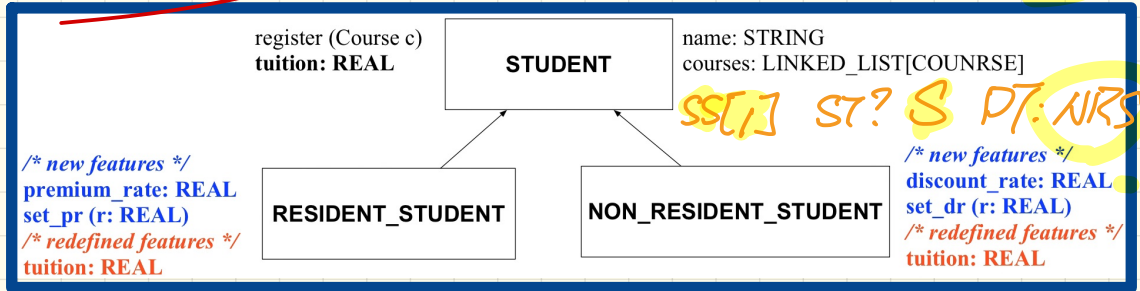 register (Course c)
tuition: REAL
STUDENT
name: STRING
courses: LINKED_LIST[COUNRSE]
SS[1] ST? S DT: NRS
/* new features */
premium_rate: REAL
set_pr (r: REAL)
/* redefined features */
tuition: REAL
RESIDENT_STUDENT
NON_RESIDENT_STUDENT
/* new features */
discount_rate: REAL
set_dr (r: REAL)
/* redefined features */
tuition: REAL